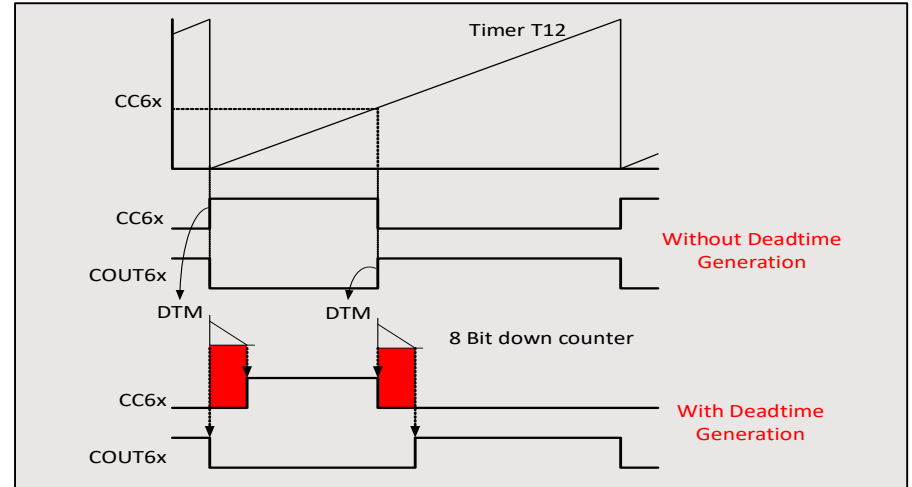 Timer T12
CC6x
CC6x
Without Deadtime
Generation
COUT6x
DTM
DTM
8 Bit down counter
CC6x
With Deadtime
Generation
COUT6x